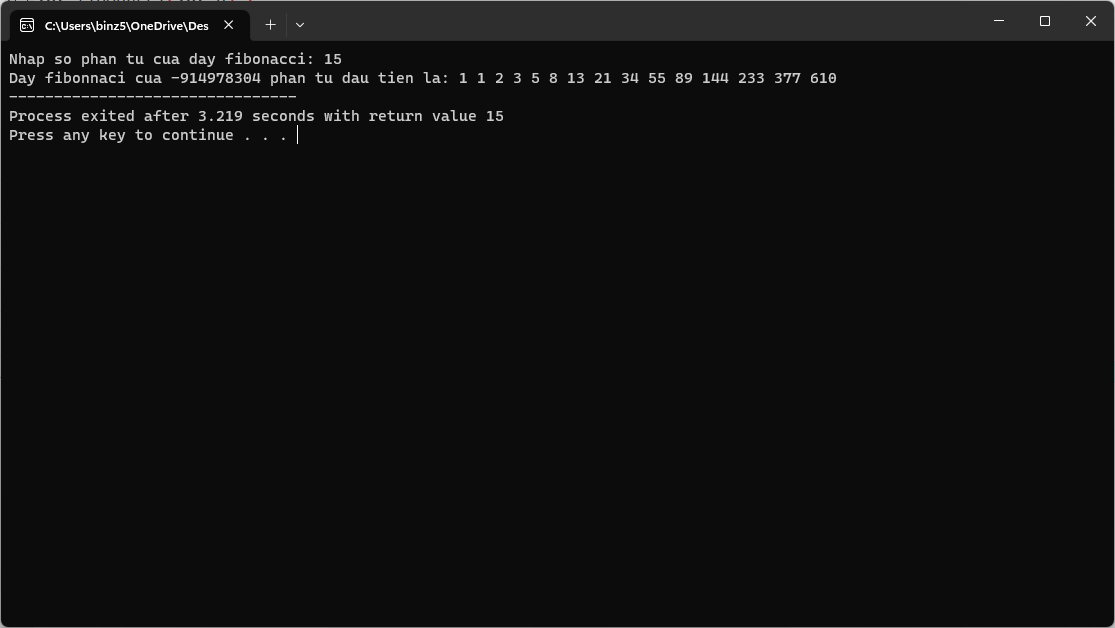 C:\Users\binz5\OneDrive\Des
Nhap so phan tu cua day fibonacci: 15
Day fibonnaci cua -914978304 phan tu dau tien la: 1 1 2 3 5 8 13 21 34 55 89 144 233 377 610
--------------------------------
Process exited after 3.219 seconds with return value 15
Press any key to continue . . .